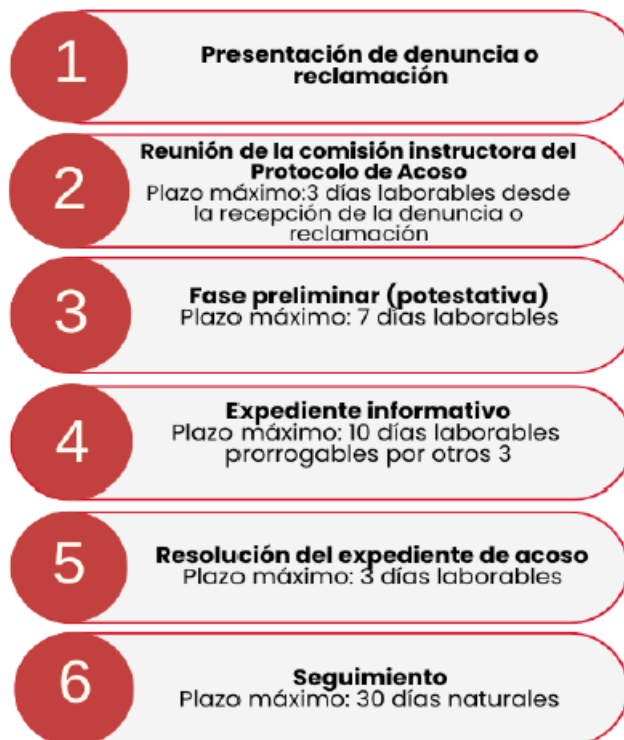 1
Presentación de denuncia o
reclamación
2
Reunión de la comisión instructora del
Protocolo de Acoso
Plazo máximo:3 días laborables desde
la recepción de la denuncia o
reclamación
3
Fase preliminar (potestativa)
Plazo máximo: 7 días laborables
4
Expediente informativo
Plazo máximo: 10 días laborables
prorrogables por otros 3
5
Resolución del expediente de acoso
Plazo máximo: 3 días laborables
6
Seguimiento
Plazo máximo: 30 días naturales